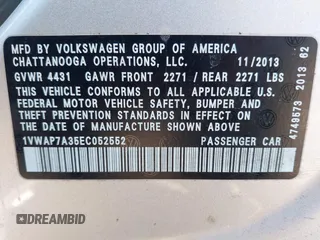 MFD BY VOLKSWAGEN GROUP OF AMERICA
CHATTANOOGA OPERATIONS, LLC. 11/2013
GVWR 4431 GAWR FRONT 2271 / REAR 2271 LBS
THIS VEHICLE CONFORMS TO ALL APPLICABLE U.S.
FEDERAL MOTOR VEHICLE SAFETY, BUMPER AND
THEFT PREVENTION STANDARDS IN EFFECT ON THE
DATE OF MANUFACTURE SHOWN ABOVE.
1VWAP7A35EC052552 PASSENGER CAR
4749573 2013 62
DREAMBID